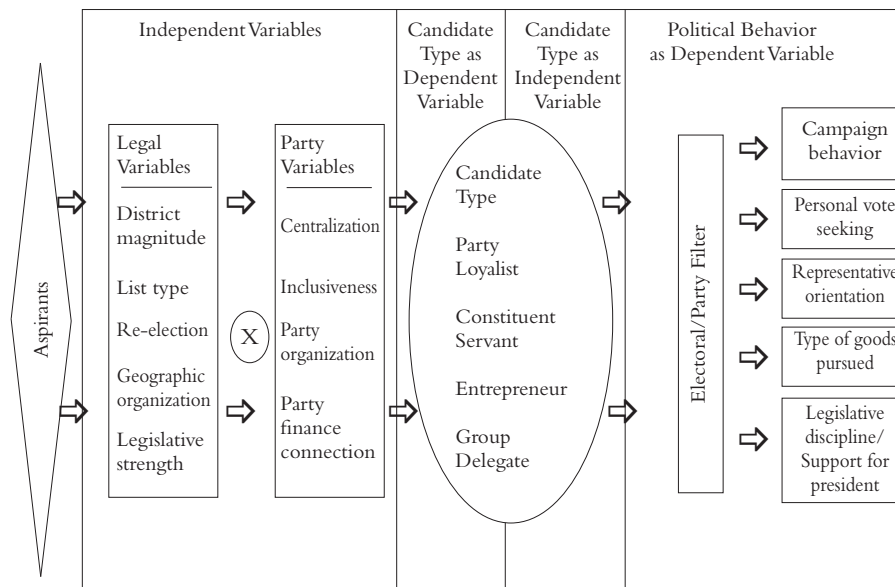 Independent Variables
Candidate
Type as
Dependent
Variable
Candidate
Type as
Independent
Variable
Political Behavior
as Dependent Variable
Aspirants
Legal
Variables
District
magnitude
List type
Re-election
Geographic
organization
Legislative
strength
X
Party
Variables
Centralization
Inclusiveness
Party
organization
Party
finance
connection
Candidate
Type
Party
Loyalist
Constituent
Servant
Entrepreneur
Group
Delegate
Electoral/Party Filter
Campaign
behavior
Personal vote
seeking
Representative
orientation
Type of goods
pursued
Legislative
discipline/
Support for
president